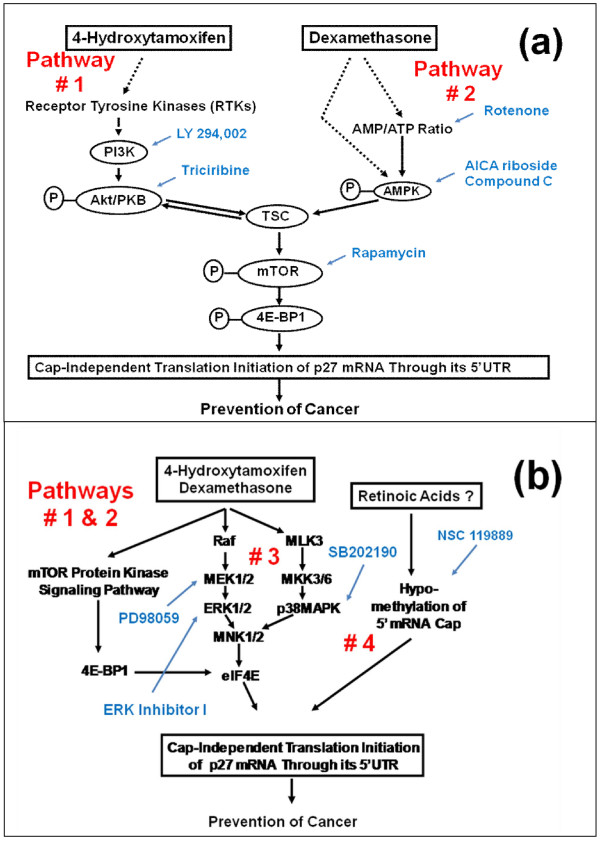 4-Hydroxytamoxifen
Dexamethasone
(a)
Pathway
# 1
Pathway
# 2
Receptor Tyrosine Kinases (RTKs)
Rotenone
AMP/ATP Ratio
LY 294,002
PI3K
Triciribine
AICA riboside
Compound C
P
Akt/PKB
P
AMPK
TSC
Rapamycin
P
mTOR
P
4E-BP1
Cap-Independent Translation Initiation of p27 mRNA Through its 5'UTR
Prevention of Cancer
(b)
4-Hydroxytamoxifen
Dexamethasone
Pathways
# 1 & 2
Retinoic Acids ?
Raf
MLK3
NSC 119889
# 3
SB202190
mTOR Protein Kinase
Signaling Pathway
MEK1/2
MKK3/6
Hypo-
methylation of
5' mRNA Cap
PD98059
ERK1/2
p38MAPK
MNK1/2
# 4
4E-BP1
eIF4E
ERK Inhibitor I
Cap-Independent Translation Initiation
of p27 mRNA Through its 5'UTR
Prevention of Cancer